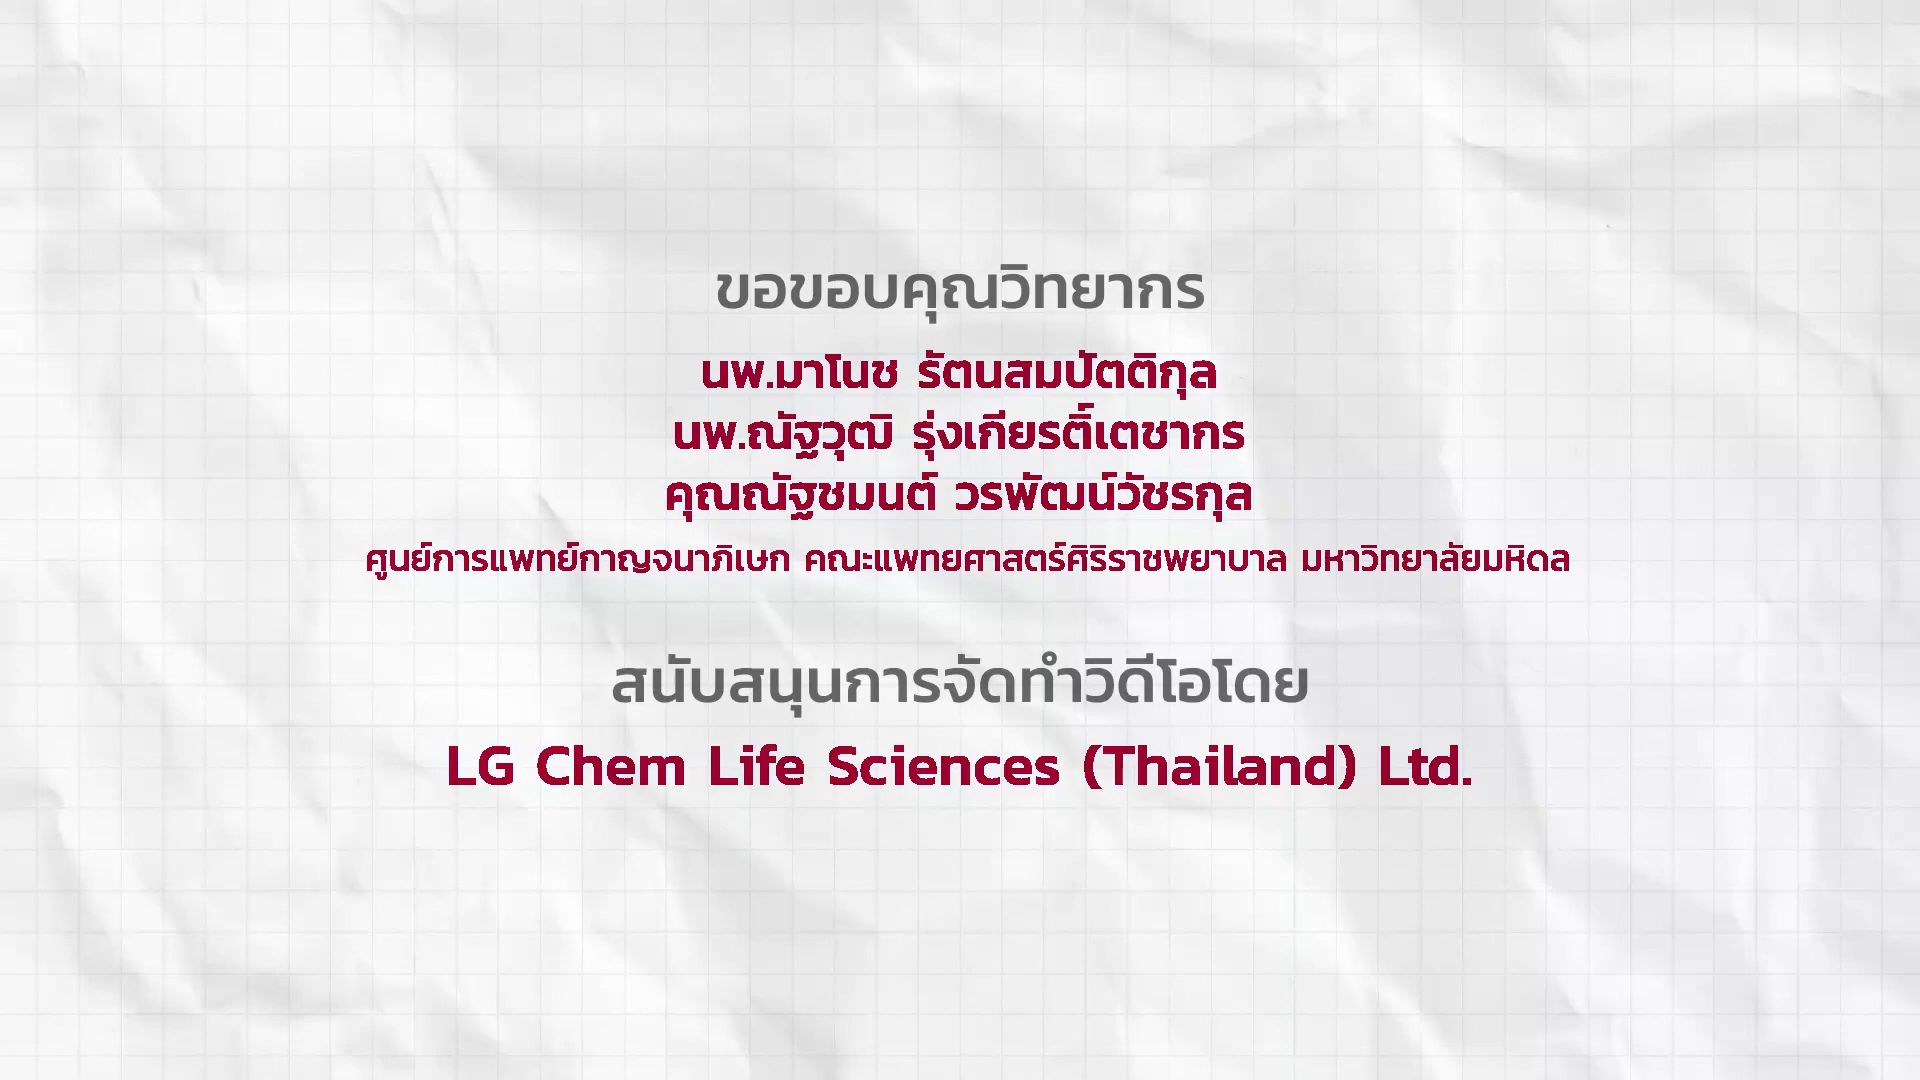 ขอขอบคุณวิทยากร
นพ.มาโนช รัตนสมปัตติกุล
นพ.ณัฐวุฒิ รุ่งเกียรติ์เตชากร
คุณณัฐชมนต์ วรพัฒน์วัชรกุล
ศูนย์การแพทย์กาญจนาภิเษก คณะแพทยศาสตร์ศิริราชพยาบาล มหาวิทยาลัยมหิดล
สนับสนุนการจัดทำวิดีโอโดย
LG Chem Life Sciences (Thailand) Ltd.